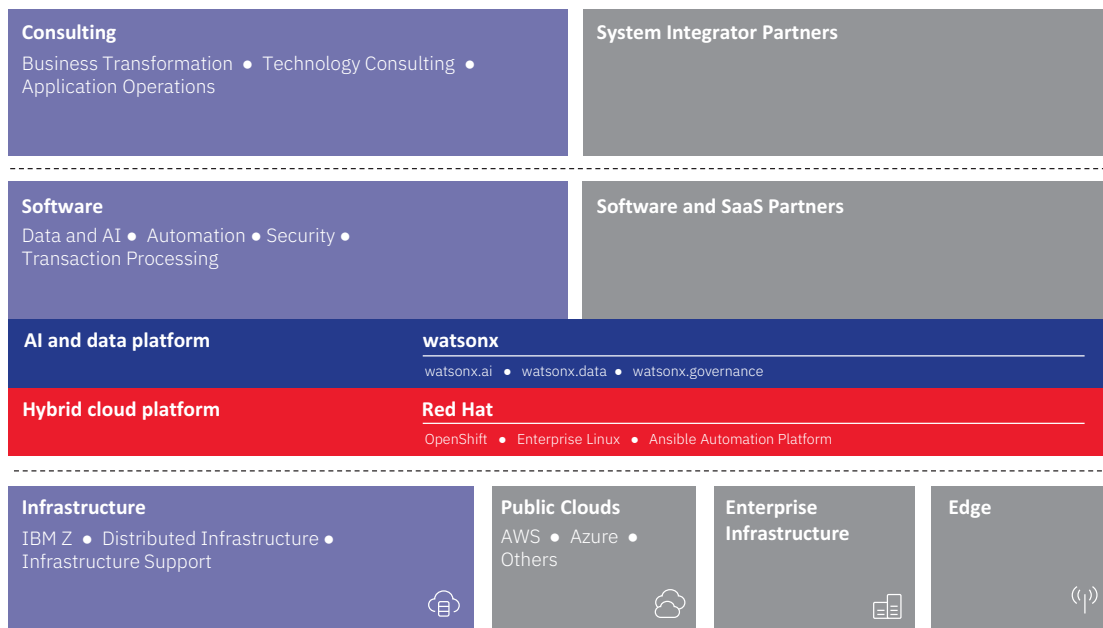 Consulting
Business Transformation ● Technology Consulting ●
Application Operations
System Integrator Partners
Software
Data and AI ● Automation ● Security ●
Transaction Processing
Software and SaaS Partners
AI and data platform
watsonx
watsonx.ai ● watsonx.data ● watsonx.governance
Hybrid cloud platform
Red Hat
OpenShift ● Enterprise Linux ● Ansible Automation Platform
Infrastructure
IBM Z ● Distributed Infrastructure ●
Infrastructure Support
Public Clouds
AWS ● Azure ●
Others
Enterprise
Infrastructure
Edge